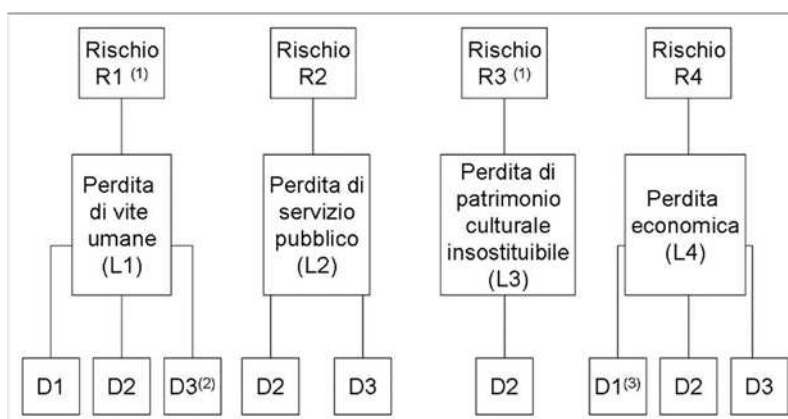 Rischio
R1 (1)
Rischio
R2
Rischio
R3 (1)
Rischio
R4
Perdita
di vite
umane
(L1)
Perdita di
servizio
pubblico
(L2)
Perdita di
patrimonio
culturale
insostituibile
(L3)
Perdita
economica
(L4)
D1
D2
D3(2)
D2
D3
D2
D1(3)
D2
D3